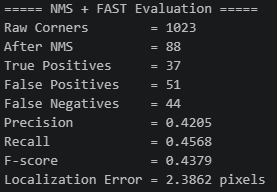 ===== NMS + FAST Evaluation =====
Raw Corners = 1023
After NMS = 88
True Positives = 37
False Positives = 51
False Negatives = 44
Precision = 0.4205
Recall = 0.4568
F-score = 0.4379
Localization Error = 2.3862 pixels